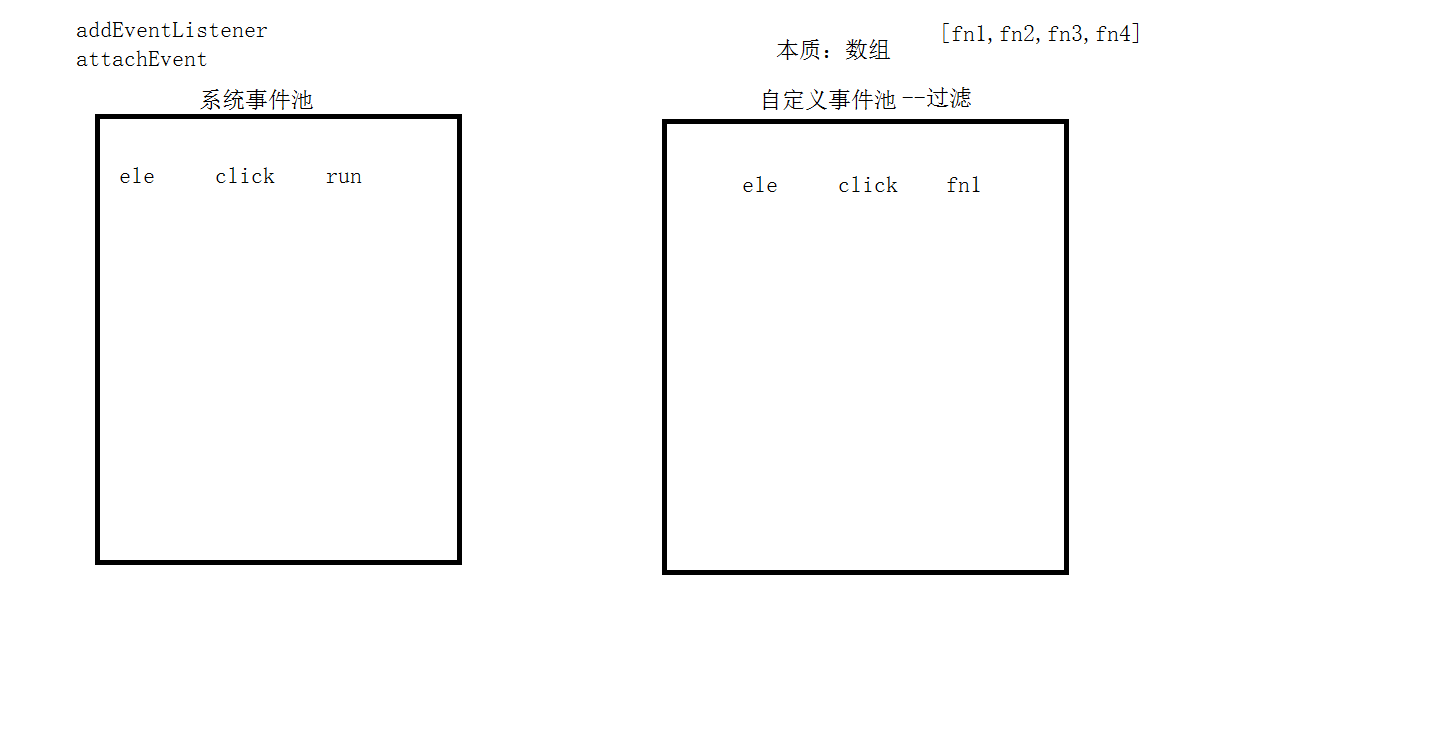 addEventListener
attachEvent
本质：数组
[fn1,fn2,fn3,fn4]
系统事件池
自定义事件池 --过滤
ele click run
ele click fn1